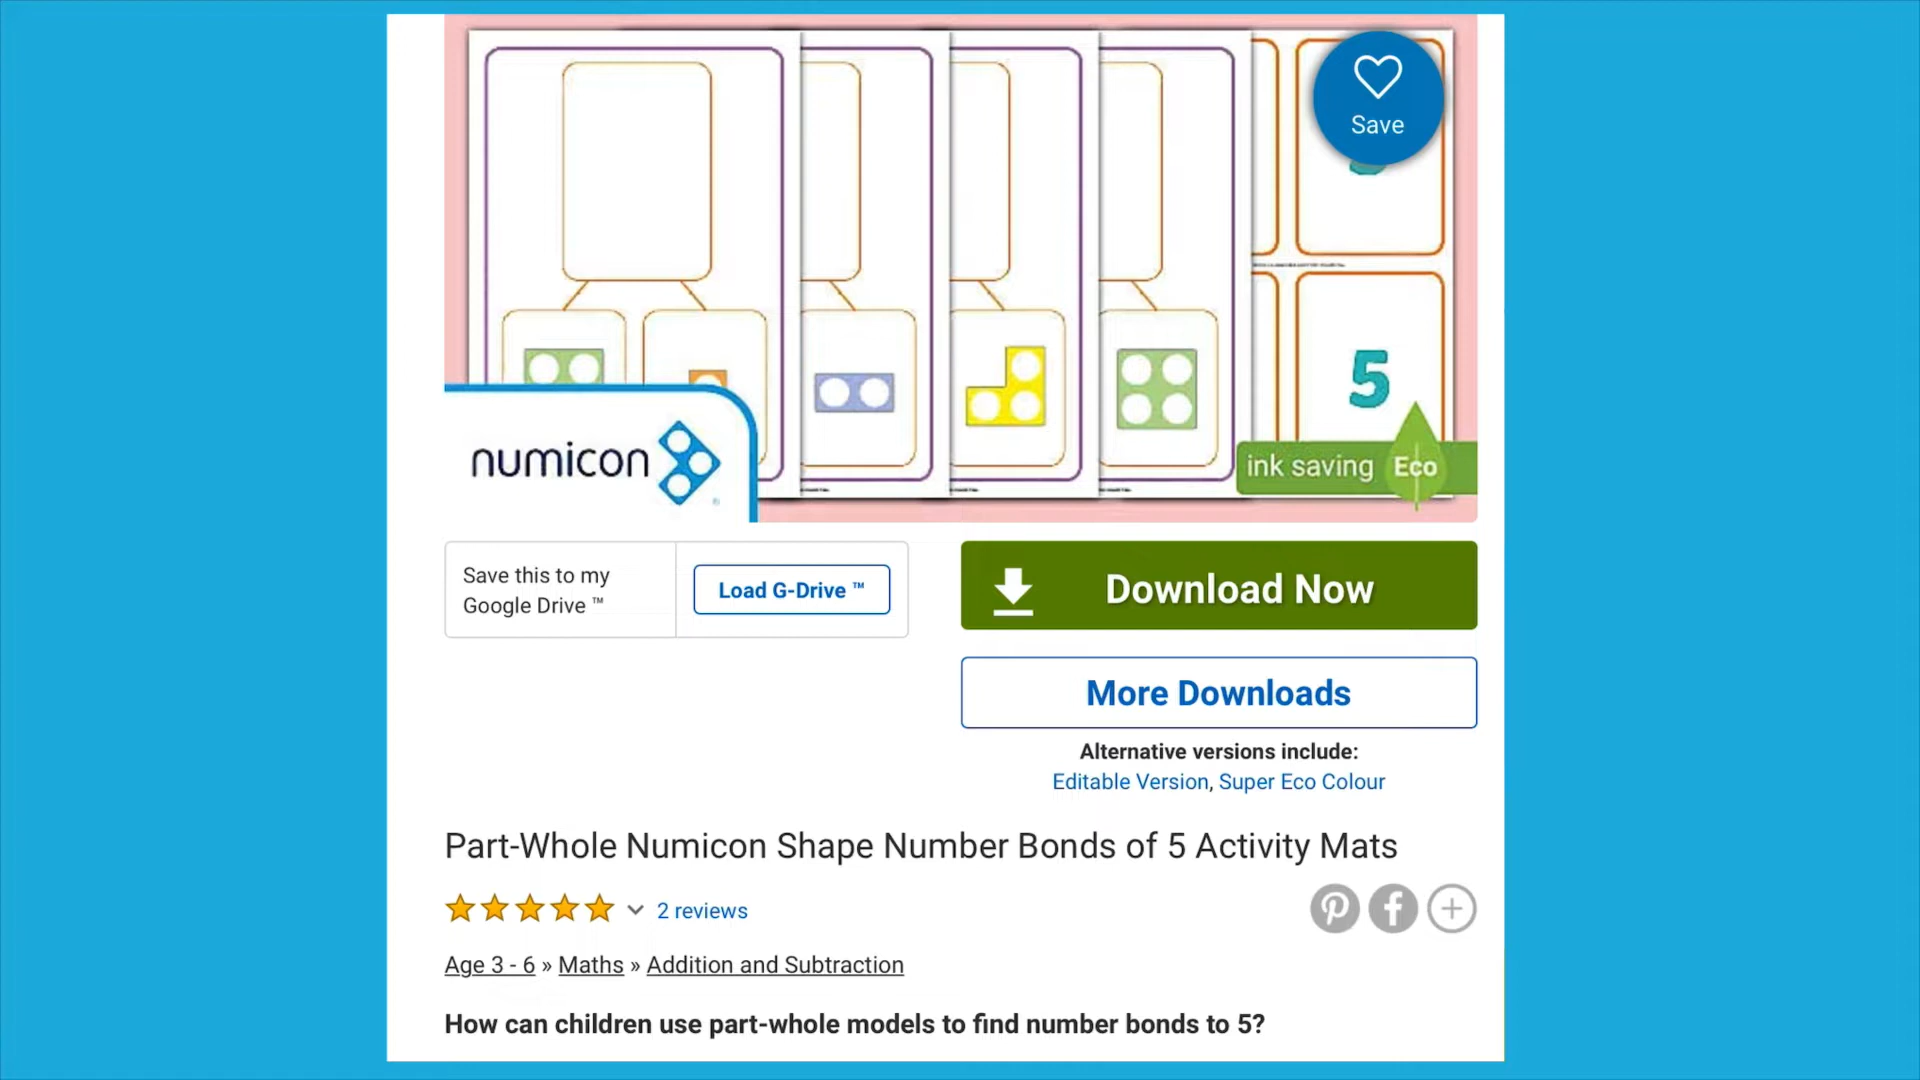 Save
5
numicon
ink saving Eco
Save this to my
Google Drive ™
Load G-Drive ™
Download Now
More Downloads
Alternative versions include:
Editable Version, Super Eco Colour
Part-Whole Numicon Shape Number Bonds of 5 Activity Mats
2 reviews
Age 3 - 6 » Maths » Addition and Subtraction
How can children use part-whole models to find number bonds to 5?